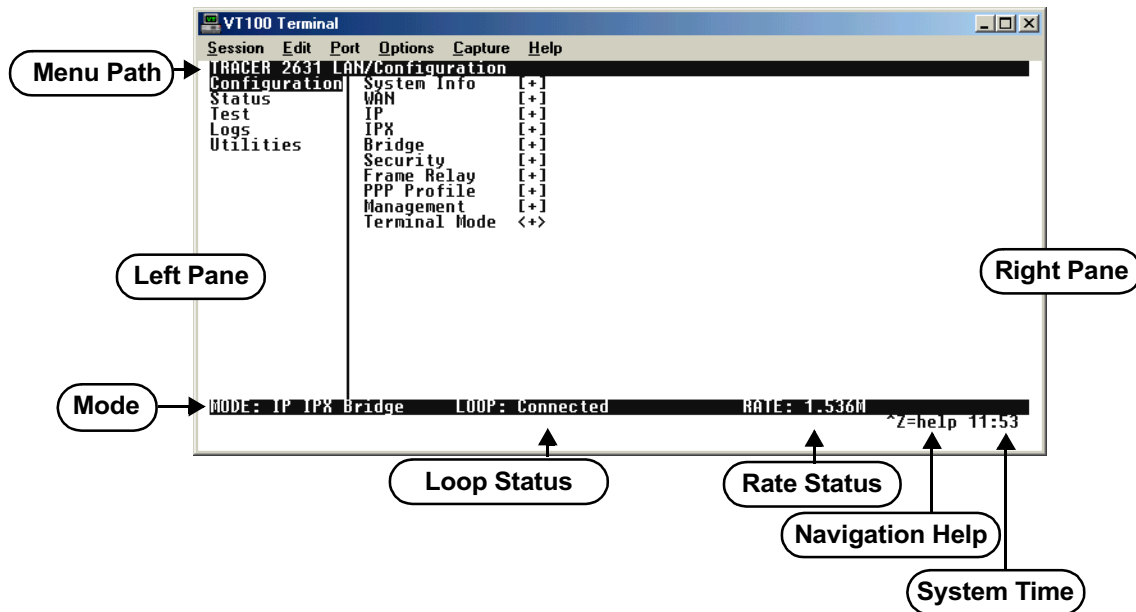 VT100 Terminal
Session Edit Port Options Capture Help
Menu Path
TRACER 2631 LAN/Configuration
Configuration System Info [+]
Status WAN [+]
Test IP [+]
Logs IPX [+]
Utilities Bridge [+]
Security [+]
Frame Relay [+]
PPP Profile [+]
Management [+]
Terminal Mode <+>
Left Pane
Right Pane
Mode
MODE: IP IPX Bridge LOOP: Connected RATE: 1.536M
^Z=help 11:53
Loop Status
Rate Status
Navigation Help
System Time